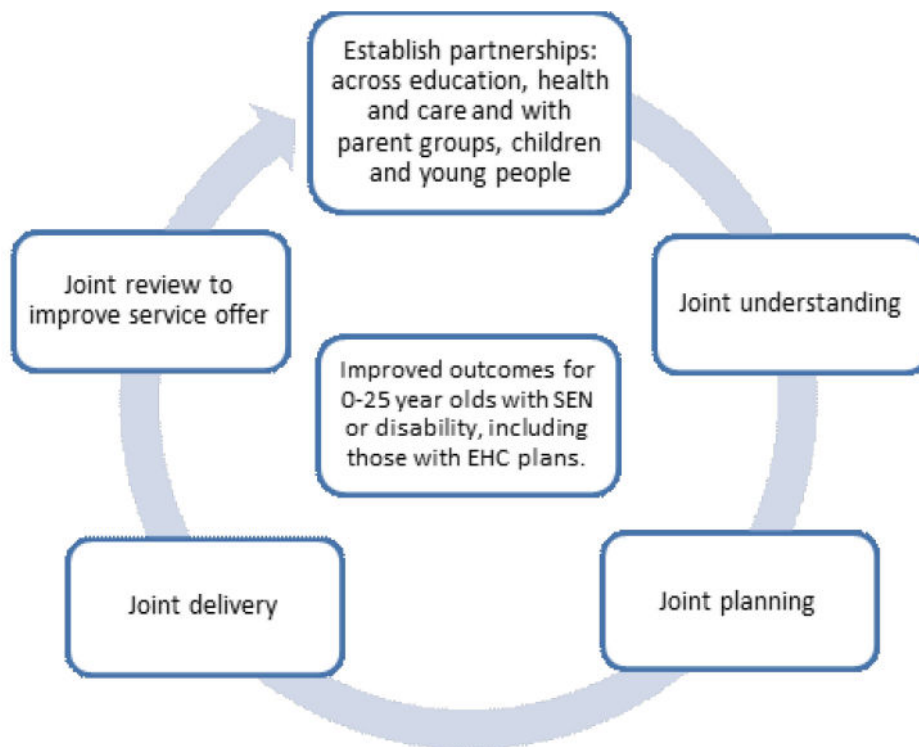 Establish partnerships:
across education, health
and care and with
parent groups, children
and young people
Joint understanding
Joint planning
Joint delivery
Joint review to
improve service offer
Improved outcomes for
0-25 year olds with SEN
or disability, including
those with EHC plans.